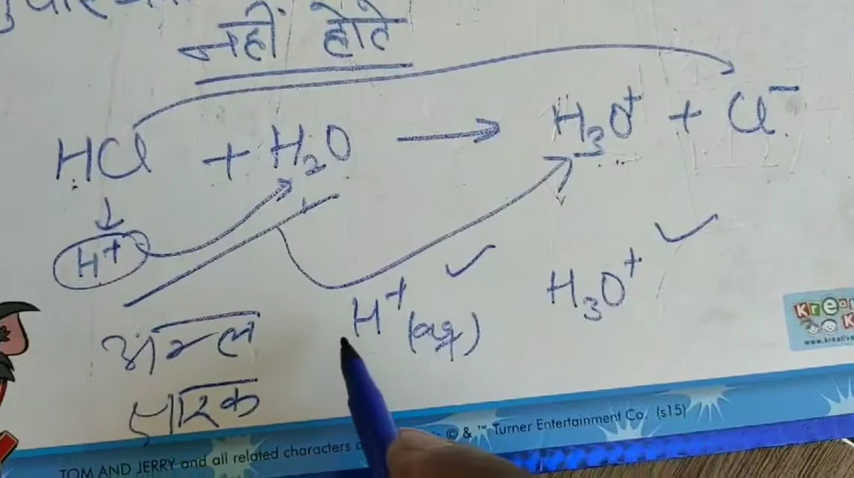 नहीं होते
HCl + H₂O → H₃O⁺ + Cl⁻
↓
H⁺
H⁺(aq) ✓ H₃O⁺ ✓
अम्ल
क्षारक
TOM AND JERRY and all related characters & © & ™ Turner Entertainment Co. (s15)